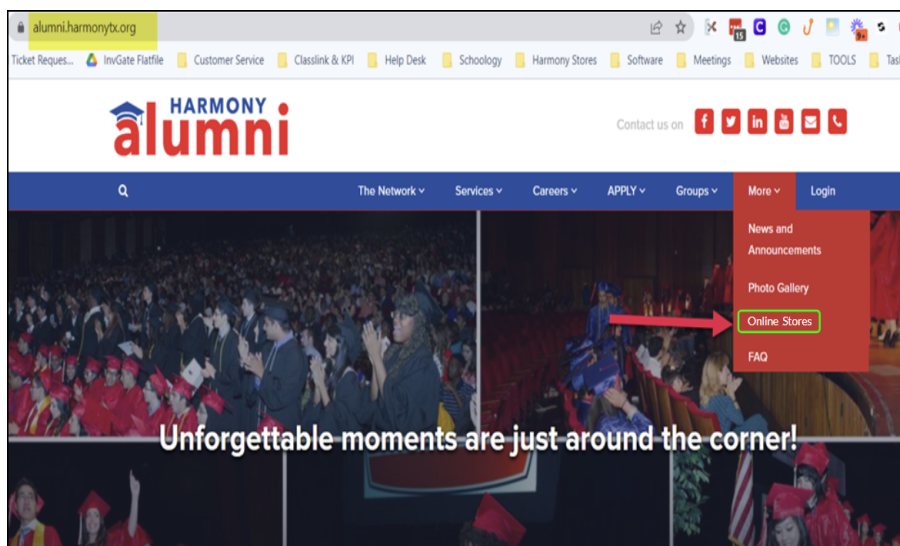 alumni.harmonytx.org
15
9+
Ticket Reques... InvGate Flatfile Customer Service Classlink & KPI Help Desk Schoology Harmony Stores Software Meetings Websites TOOLS
HARMONY
alumni
Contact us on
The Network Services Careers APPLY Groups More Login
News and
Announcements
Photo Gallery
Online Stores
FAQ
Unforgettable moments are just around the corner!